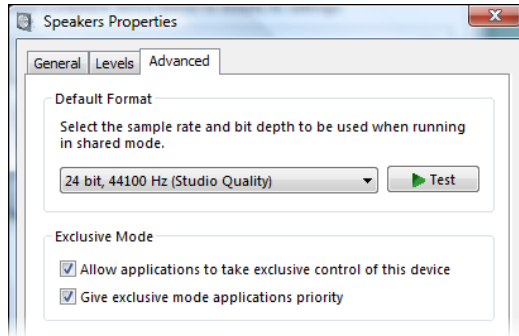 Speakers Properties
General Levels Advanced
Default Format
Select the sample rate and bit depth to be used when running
in shared mode.
24 bit, 44100 Hz (Studio Quality)
Test
Exclusive Mode
Allow applications to take exclusive control of this device
Give exclusive mode applications priority